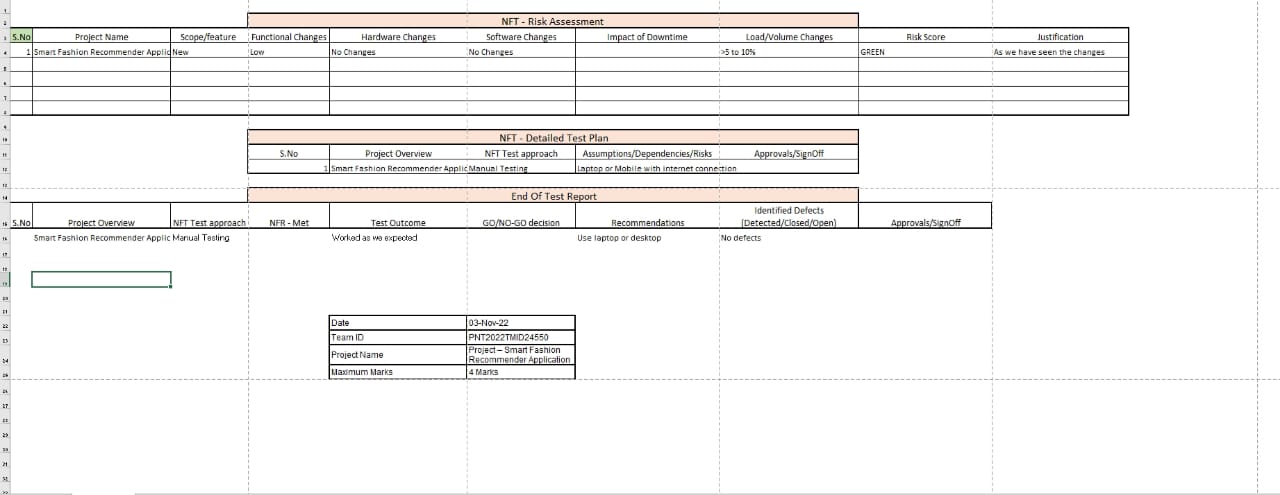 NFT - Risk Assessment
S.No Project Name Scope/feature Functional Changes Hardware Changes Software Changes Impact of Downtime Load/Volume Changes Risk Score Justification
1 Smart Fashion Recommender Applic New Low No Changes No Changes >5 to 10% GREEN As we have seen the changes
NFT - Detailed Test Plan
S.No Project Overview NFT Test approach Assumptions/Dependencies/Risks Approvals/SignOff
1 Smart Fashion Recommender Applic Manual Testing Laptop or Mobile with internet connection
End Of Test Report
S.No Project Overview NFT Test approach NFR - Met Test Outcome GO/NO-GO decision Recommendations Identified Defects (Detected/Closed/Open) Approvals/SignOff
Smart Fashion Recommender Applic Manual Testing Worked as we expected Use laptop or desktop No defects
Date 03-Nov-22
Team ID PNT2022TMID24550
Project Name Project – Smart Fashion
Recommender Application
Maximum Marks 4 Marks